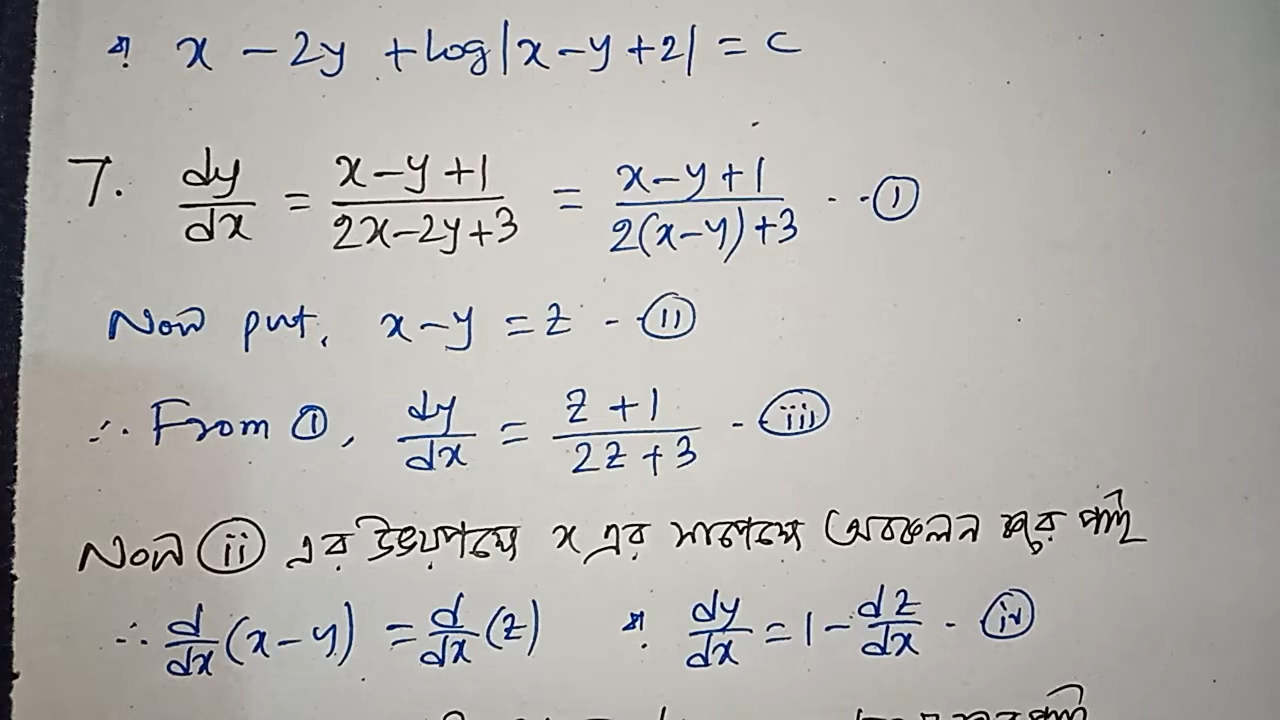 বা x - 2y + log|x-y+2| = c
7. dy/dx = (x-y+1)/(2x-2y+3) = (x-y+1)/(2(x-y)+3) - - (i)
Now put, x-y = z - - (ii)
∴ From (i), dy/dx = (z+1)/(2z+3) - (iii)
Now (ii) এর উভয়পক্ষে x এর সাপেক্ষে অবকলন করে পাই
∴ d/dx (x-y) = d/dx (z) বা dy/dx = 1 - dz/dx - (iv)